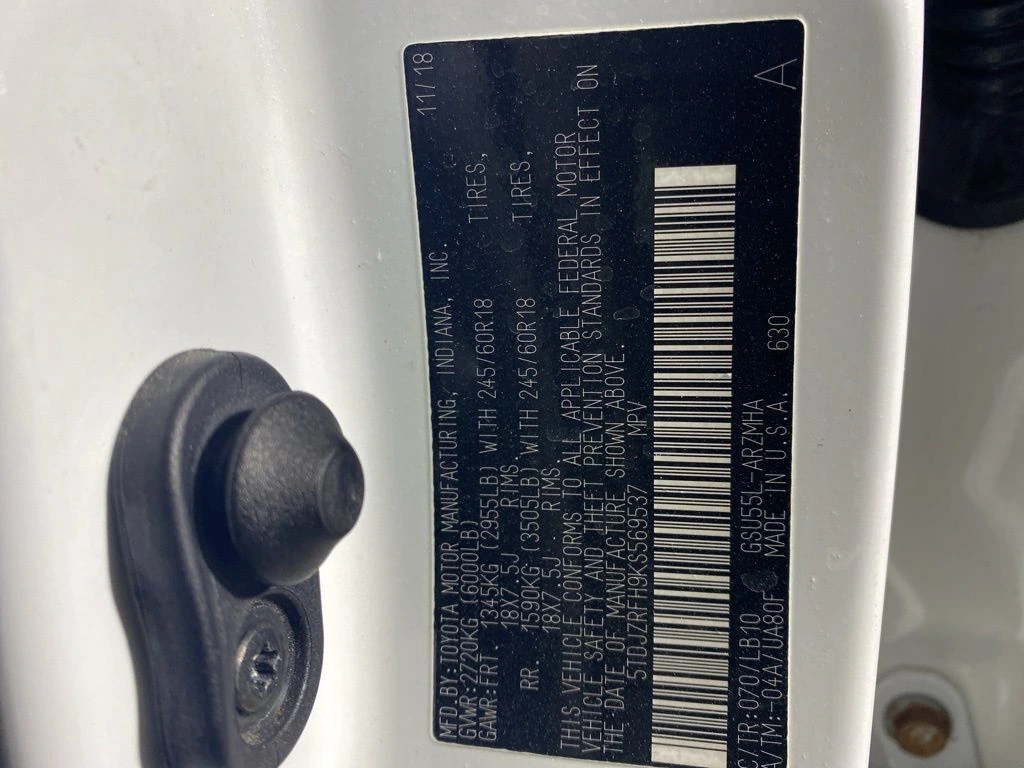 MFD.BY:TOYOTA MOTOR MANUFACTURING, INDIANA, INC. 11/18
GVWR:2720KG(6000LB)
GAWR:FRT. 1345KG (2955LB) WITH 245/60R18 TIRES,
18X7.5J RIMS,
RR. 1590KG (3505LB) WITH 245/60R18 TIRES,
18X7.5J RIMS.
THIS VEHICLE CONFORMS TO ALL APPLICABLE FEDERAL MOTOR
VEHICLE SAFETY AND THEFT PREVENTION STANDARDS IN EFFECT ON
THE DATE OF MANUFACTURE SHOWN ABOVE.
5TDJZRFH9KS569537 MPV
C/TR:070/LB10 GSU55L-ARZMHA
A/TM:-04A/UA80F MADE IN U.S.A. 630 A